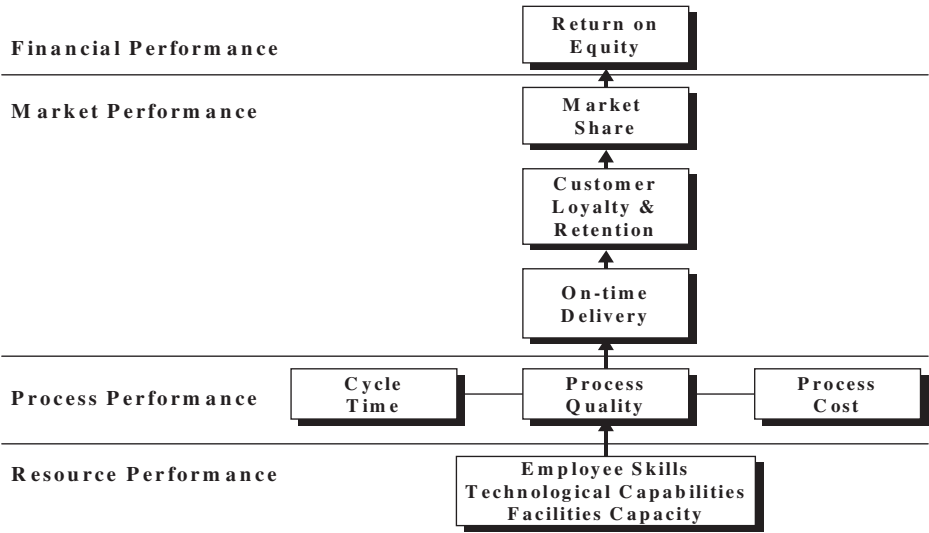 Financial Performance
Return on
Equity
Market Performance
Market
Share
Customer
Loyalty &
Retention
On-time
Delivery
Process Performance
Cycle
Time
Process
Quality
Process
Cost
Resource Performance
Employee Skills
Technological Capabilities
Facilities Capacity